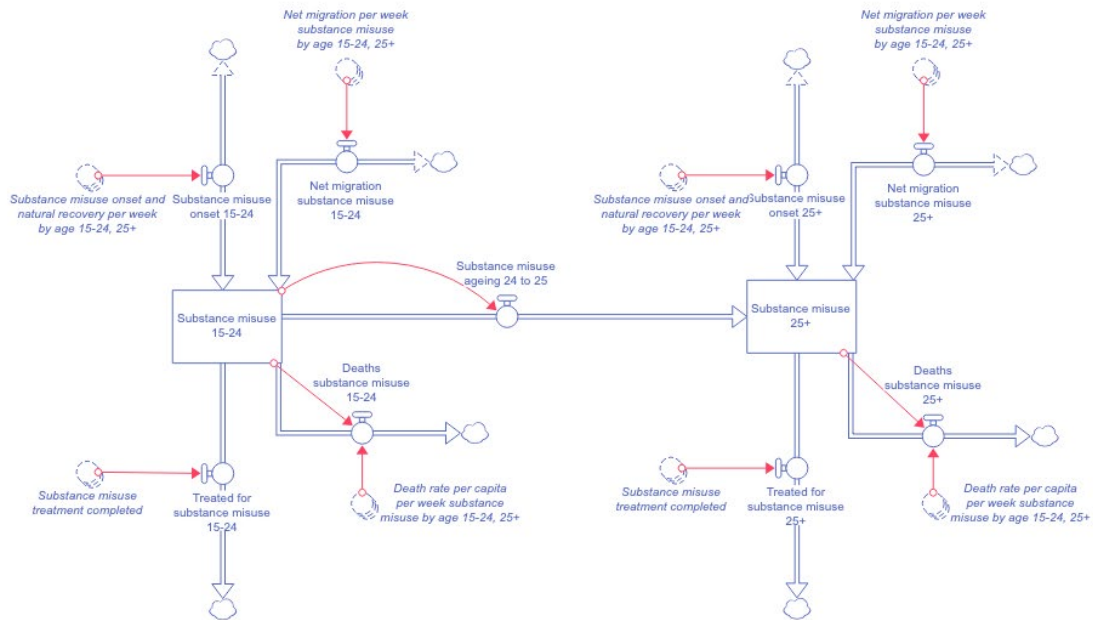 Net migration per week
substance misuse
by age 15-24, 25+
Net migration per week
substance misuse
by age 15-24, 25+
Substance misuse onset and
natural recovery per week
by age 15-24, 25+
Substance misuse
onset 15-24
Net migration
substance misuse
15-24
Substance misuse onset and
natural recovery per week
by age 15-24, 25+
Substance misuse
onset 25+
Net migration
substance misuse
25+
Substance misuse
ageing 24 to 25
Substance misuse
15-24
Substance misuse
25+
Deaths
substance misuse
15-24
Deaths
substance misuse
25+
Substance misuse
treatment completed
Treated for
substance misuse
15-24
Death rate per capita
per week substance
misuse by age 15-24, 25+
Substance misuse
treatment completed
Treated for
substance misuse
25+
Death rate per capita
per week substance
misuse by age 15-24, 25+